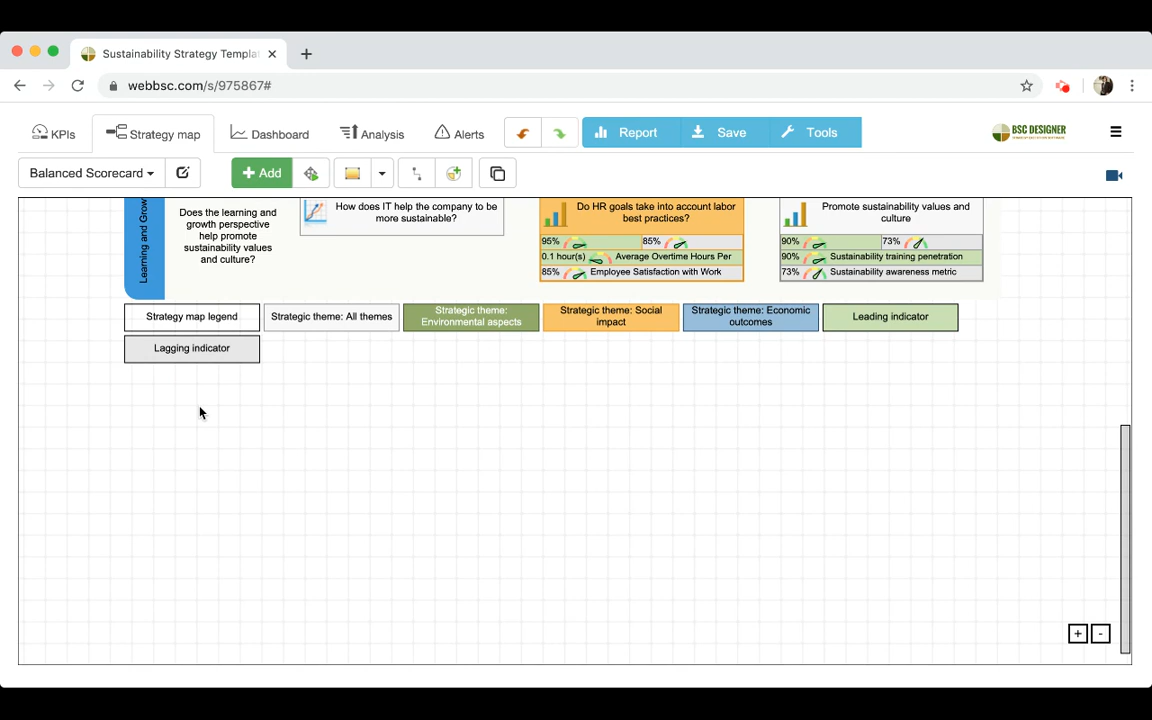 Sustainability Strategy Templa
webbsc.com/s/975867#
KPIs
Strategy map
Dashboard
Analysis
Alerts
Report
Save
Tools
BSC DESIGNER
Balanced Scorecard
+ Add
Learning and Grow
Does the learning and
growth perspective
help promote
sustainability values
and culture?
How does IT help the company to be
more sustainable?
Do HR goals take into account labor
best practices?
95%
85%
0.1 hour(s)
Average Overtime Hours Per
85%
Employee Satisfaction with Work
Promote sustainability values and
culture
90%
73%
90%
Sustainability training penetration
73%
Sustainability awareness metric
Strategy map legend
Strategic theme: All themes
Strategic theme:
Environmental aspects
Strategic theme: Social
impact
Strategic theme: Economic
outcomes
Leading indicator
Lagging indicator
+
-